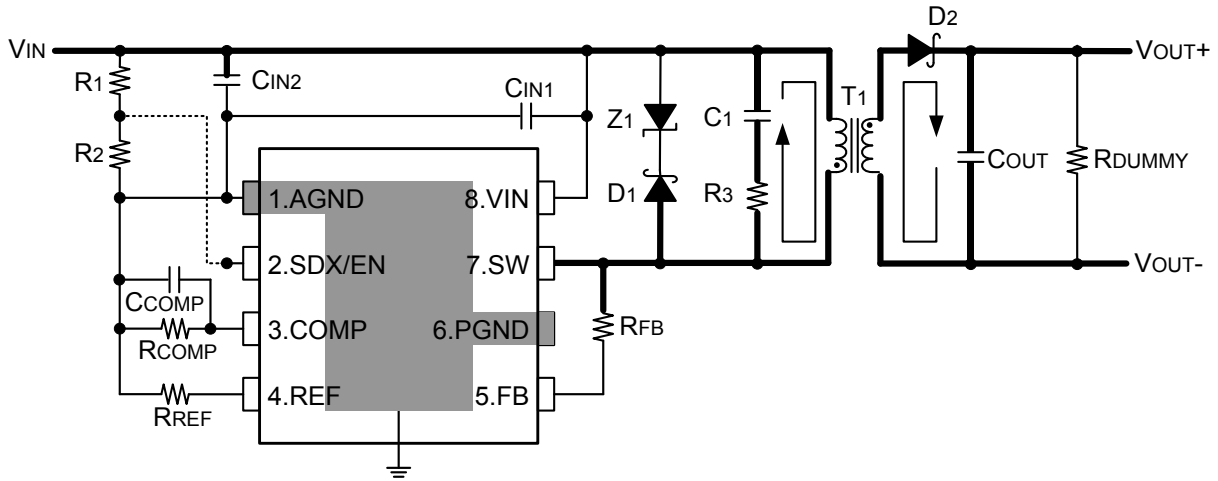 D2
VIN
VOUT+
R1
CIN2
CIN1
Z1
C1
T1
R2
COUT
RDUMMY
1.AGND
8.VIN
D1
R3
2.SDX/EN
7.SW
VOUT-
CCOMP
3.COMP
6.PGND
RFB
RCOMP
4.REF
5.FB
RREF